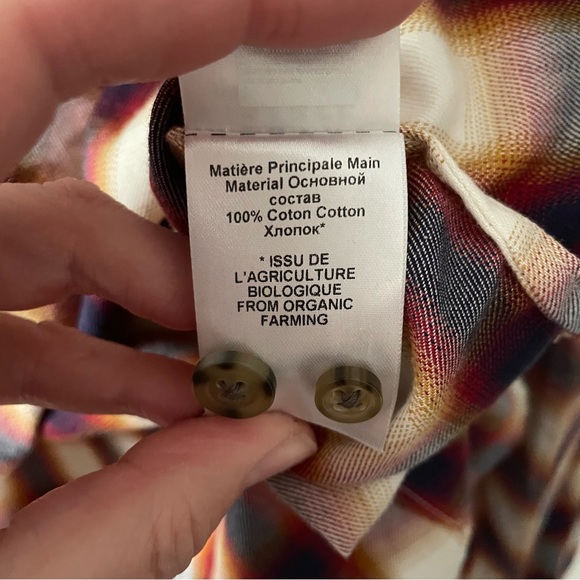 Matière Principale Main
Material Основной
состав
100% Coton Cotton
Хлопок*
* ISSU DE
L'AGRICULTURE
BIOLOGIQUE
FROM ORGANIC
FARMING